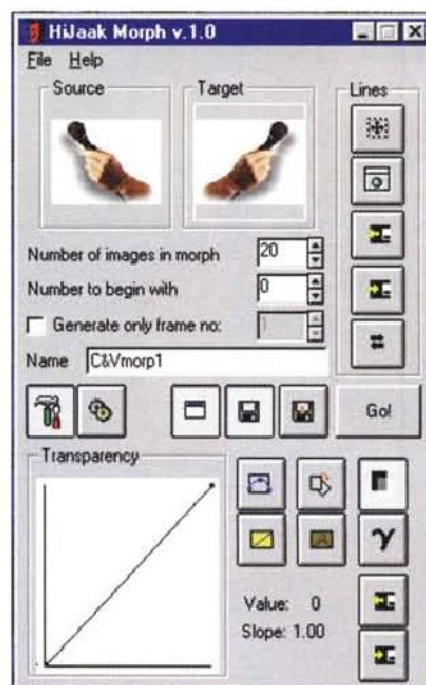 HiJaak Morph v.1.0
File Help
Source Target Lines
Number of images in morph 20
Number to begin with 0
Generate only frame no: 1
Name C&Vmorp1
Go!
Transparency
γ
Value: 0
Slope: 1.00